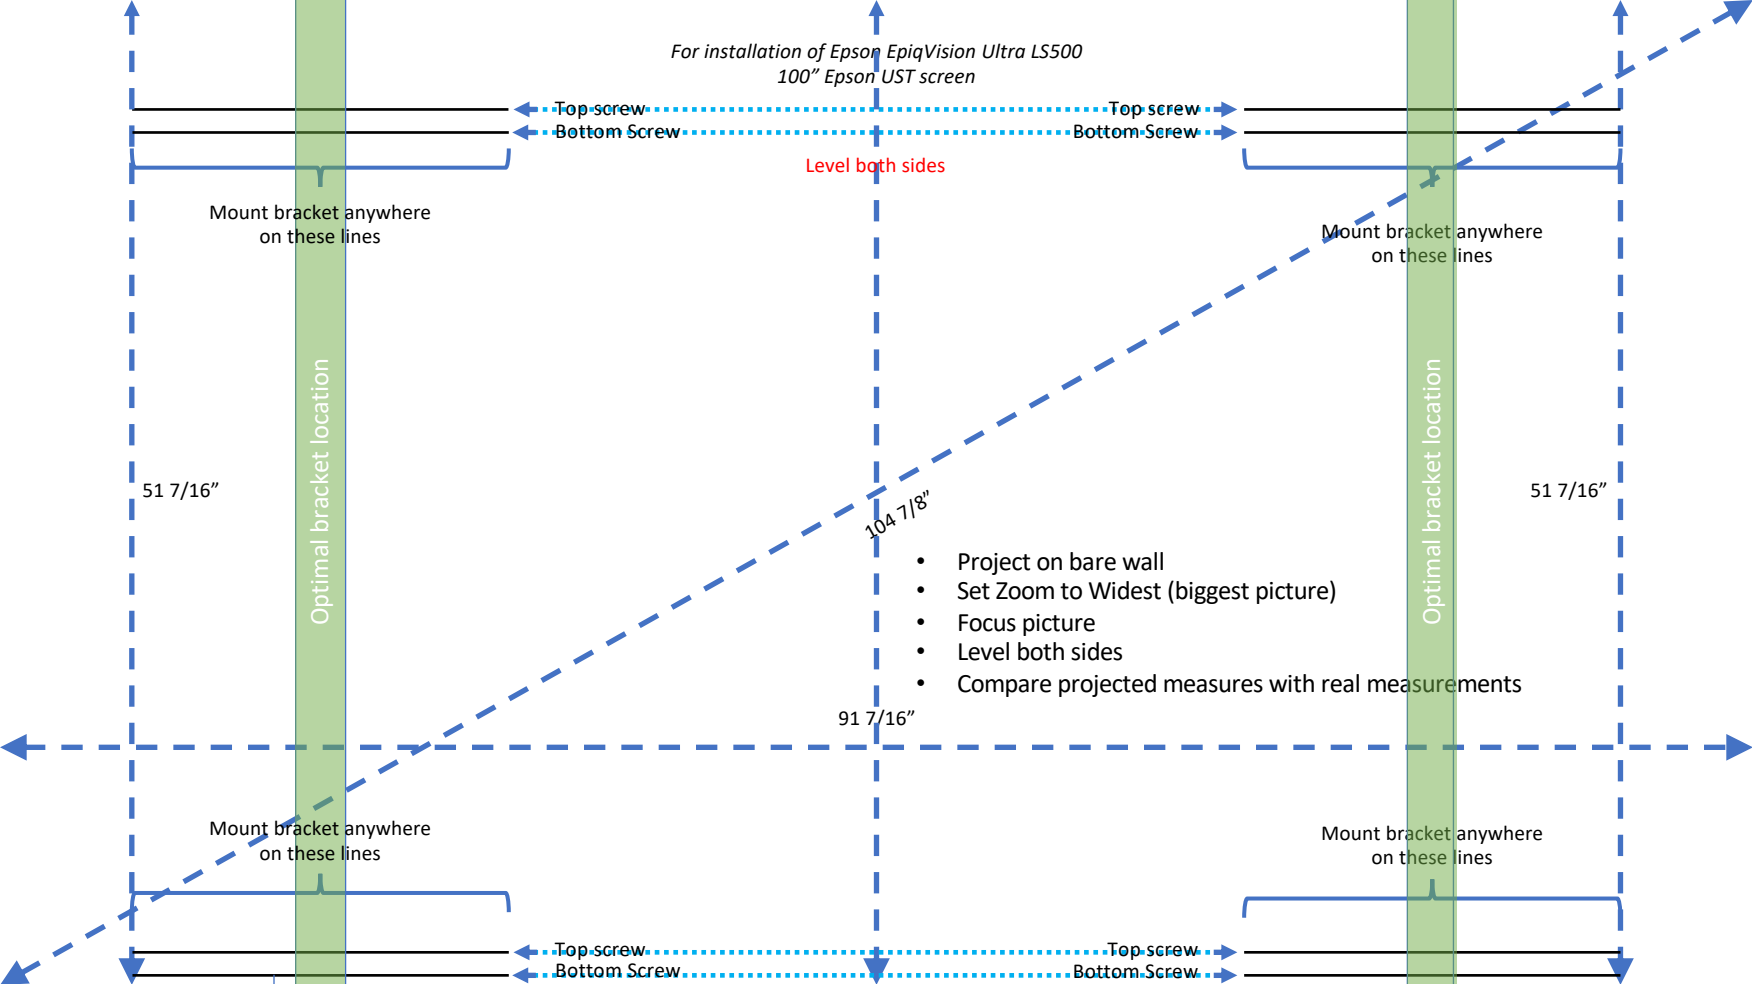 For installation of Epson EpiqVision Ultra LS500
100” Epson UST screen
Top screw
Top screw
Bottom Screw
Bottom Screw
Level both sides
Mount bracket anywhere
on these lines
Mount bracket anywhere
on these lines
Optimal bracket location
Optimal bracket location
51 7/16”
51 7/16”
104 7/8”
• Project on bare wall
• Set Zoom to Widest (biggest picture)
• Focus picture
• Level both sides
• Compare projected measures with real measurements
91 7/16”
Mount bracket anywhere
on these lines
Mount bracket anywhere
on these lines
Top screw
Top screw
Bottom Screw
Bottom Screw